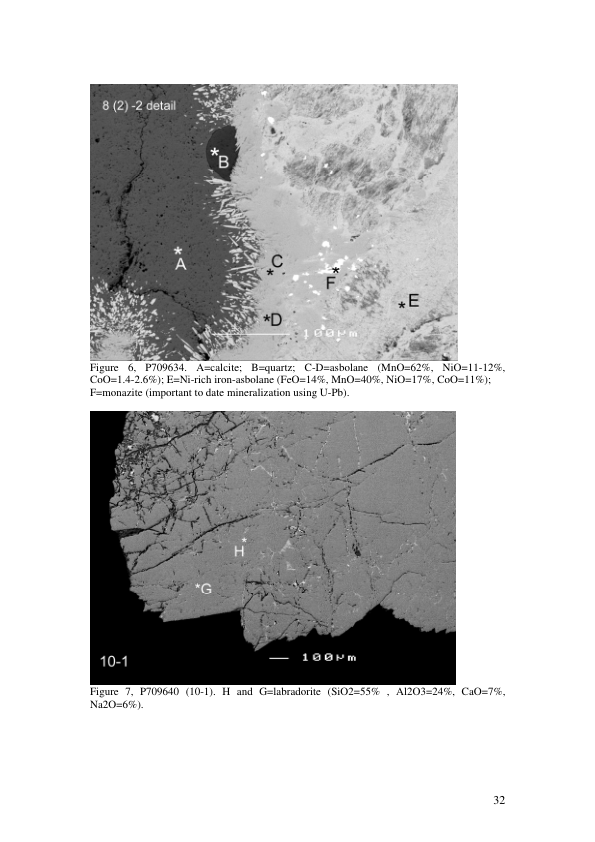 8 (2) -2 detail
*B
*
A
C
*
*
F
*E
*D
100µm
Figure 6, P709634. A=calcite; B=quartz; C-D=asbolane (MnO=62%, NiO=11-12%,
CoO=1.4-2.6%); E=Ni-rich iron-asbolane (FeO=14%, MnO=40%, NiO=17%, CoO=11%);
F=monazite (important to date mineralization using U-Pb).
H*
*G
10-1
100µm
Figure 7, P709640 (10-1). H and G=labradorite (SiO2=55% , Al2O3=24%, CaO=7%,
Na2O=6%).
32